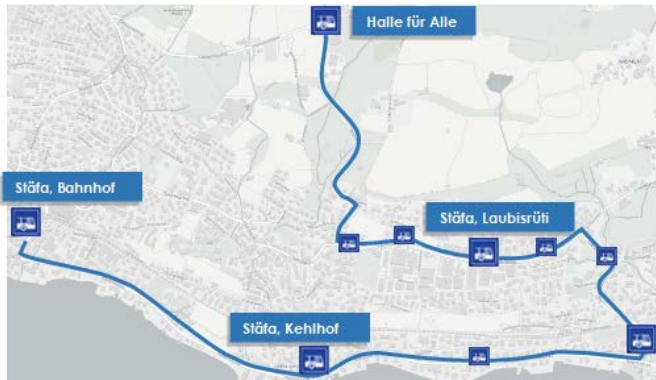 Halle für Alle
Stäfa, Bahnhof
Stäfa, Laubisrüti
Stäfa, Kehlhof